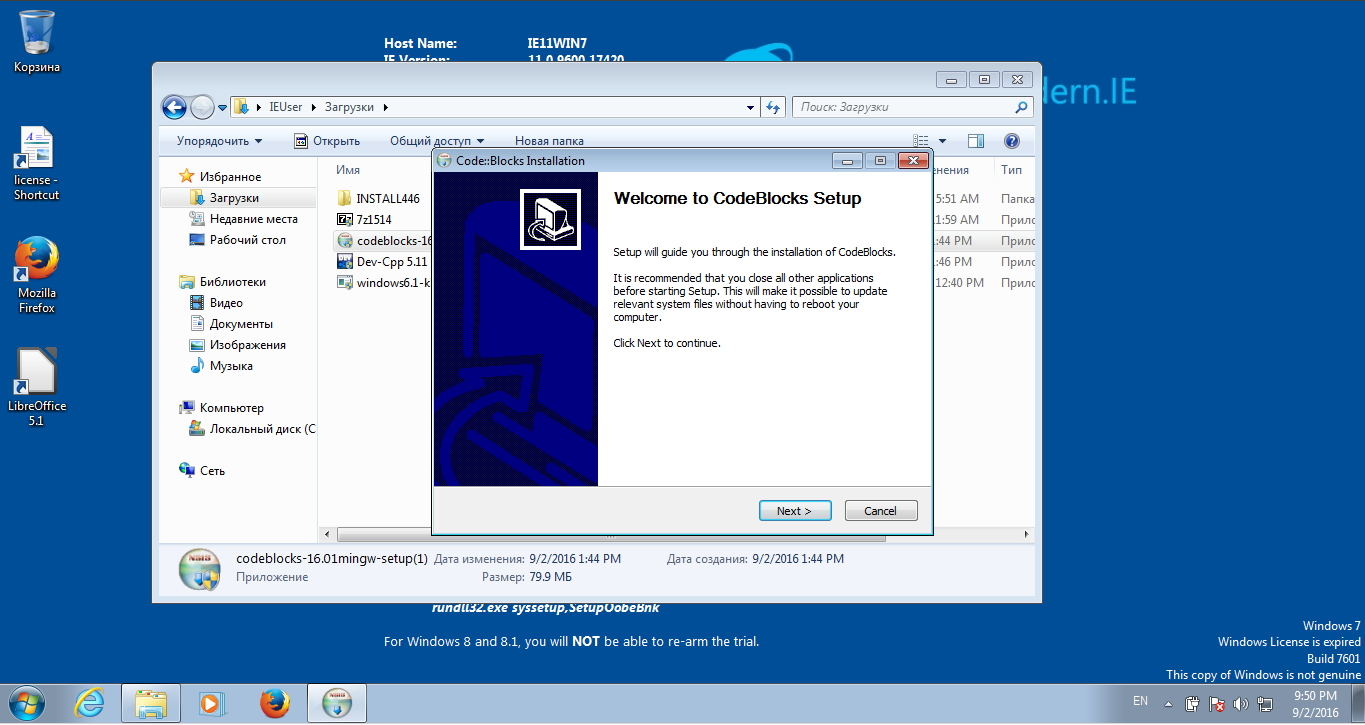 Корзина
license -
Shortcut
Mozilla
Firefox
LibreOffice
5.1
Host Name: IE11WIN7
IE Version: 11.0.9600.17420
dern.IE
IEUser Загрузки
Поиск: Загрузки
Упорядочить Открыть Общий доступ Новая папка
Избранное
Загрузки
Недавние места
Рабочий стол
Библиотеки
Видео
Документы
Изображения
Музыка
Компьютер
Локальный диск (C
Сеть
Имя
INSTALL446
7z1514
codeblocks-16
Dev-Cpp 5.11
windows6.1-k
нения Тип
5:51 AM Папка
1:59 AM Прило
:44 PM Прило
:46 PM Прило
12:40 PM Прило
Code::Blocks Installation
Welcome to CodeBlocks Setup
Setup will guide you through the installation of CodeBlocks.
It is recommended that you close all other applications
before starting Setup. This will make it possible to update
relevant system files without having to reboot your
computer.
Click Next to continue.
Next > Cancel
NSIS
codeblocks-16.01mingw-setup(1) Дата изменения: 9/2/2016 1:44 PM Дата создания: 9/2/2016 1:44 PM
Приложение Размер: 79.9 МБ
rundll32.exe syssetup,SetupOobeBnk
For Windows 8 and 8.1, you will NOT be able to re-arm the trial.
Windows 7
Windows License is expired
Build 7601
This copy of Windows is not genuine
EN
9:50 PM
9/2/2016